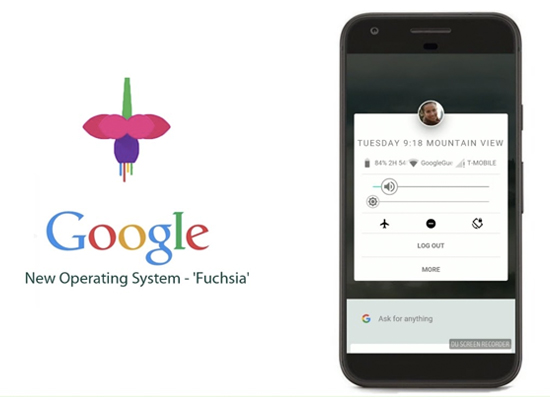 Google
New Operating System - 'Fuchsia'
TUESDAY 9:18 MOUNTAIN VIEW
84% 2H 54 GoogleGue T-MOBILE
LOG OUT
MORE
G Ask for anything
DU SCREEN RECORDER